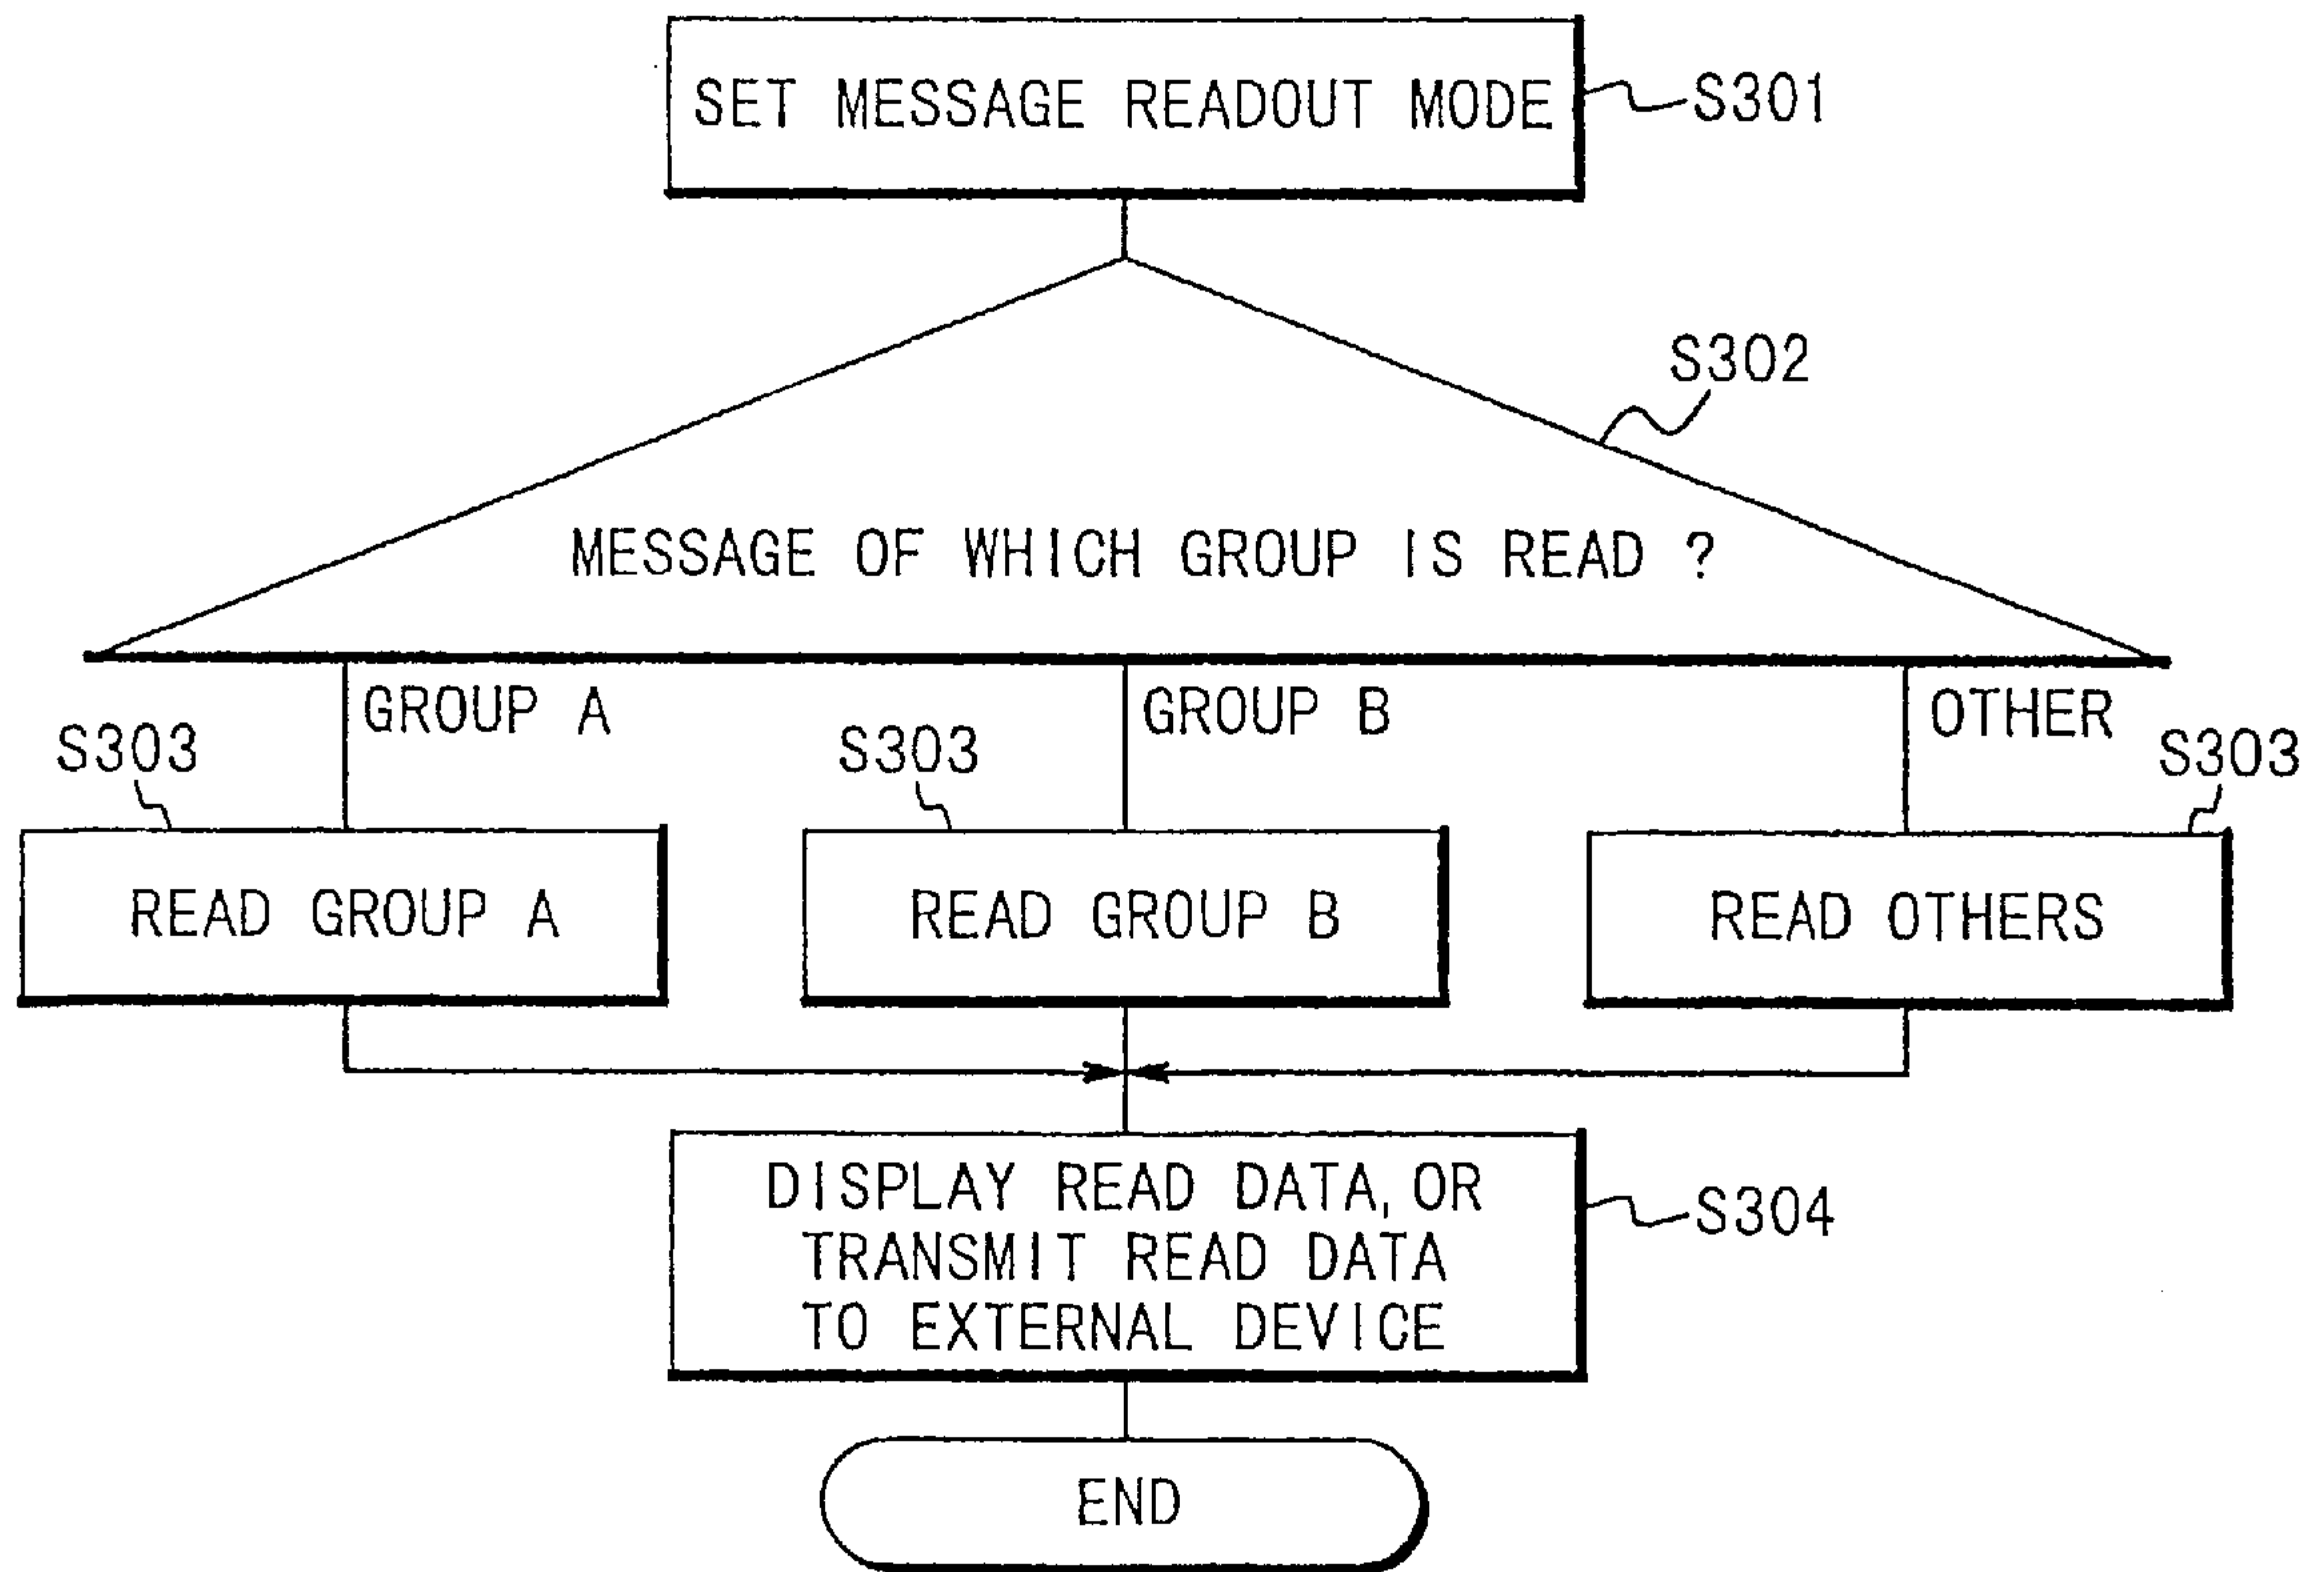 SET MESSAGE READOUT MODE
S301
S302
MESSAGE OF WHICH GROUP IS READ ?
GROUP A
GROUP B
OTHER
S303
S303
S303
READ GROUP A
READ GROUP B
READ OTHERS
DISPLAY READ DATA, OR
TRANSMIT READ DATA
TO EXTERNAL DEVICE
S304
END